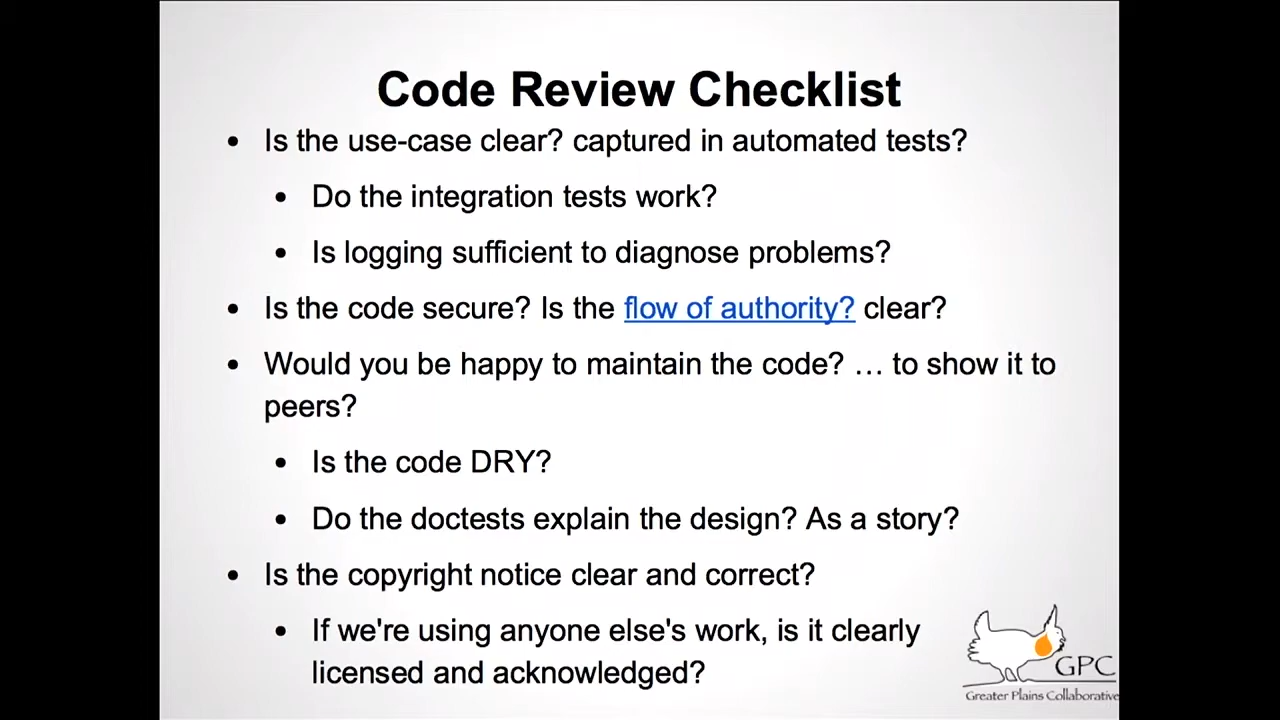 Code Review Checklist
• Is the use-case clear? captured in automated tests?
• Do the integration tests work?
• Is logging sufficient to diagnose problems?
• Is the code secure? Is the flow of authority? clear?
• Would you be happy to maintain the code? … to show it to
peers?
• Is the code DRY?
• Do the doctests explain the design? As a story?
• Is the copyright notice clear and correct?
• If we're using anyone else's work, is it clearly
licensed and acknowledged?
GPC
Greater Plains Collaborative